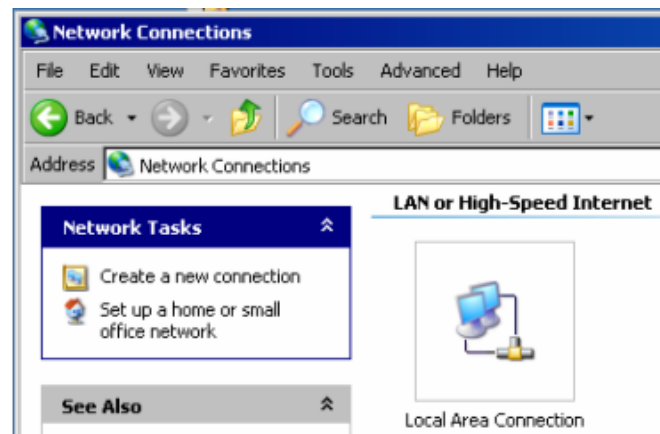 Network Connections
File Edit View Favorites Tools Advanced Help
Back Search Folders
Address Network Connections
Network Tasks
Create a new connection
Set up a home or small
office network
See Also
LAN or High-Speed Internet
Local Area Connection